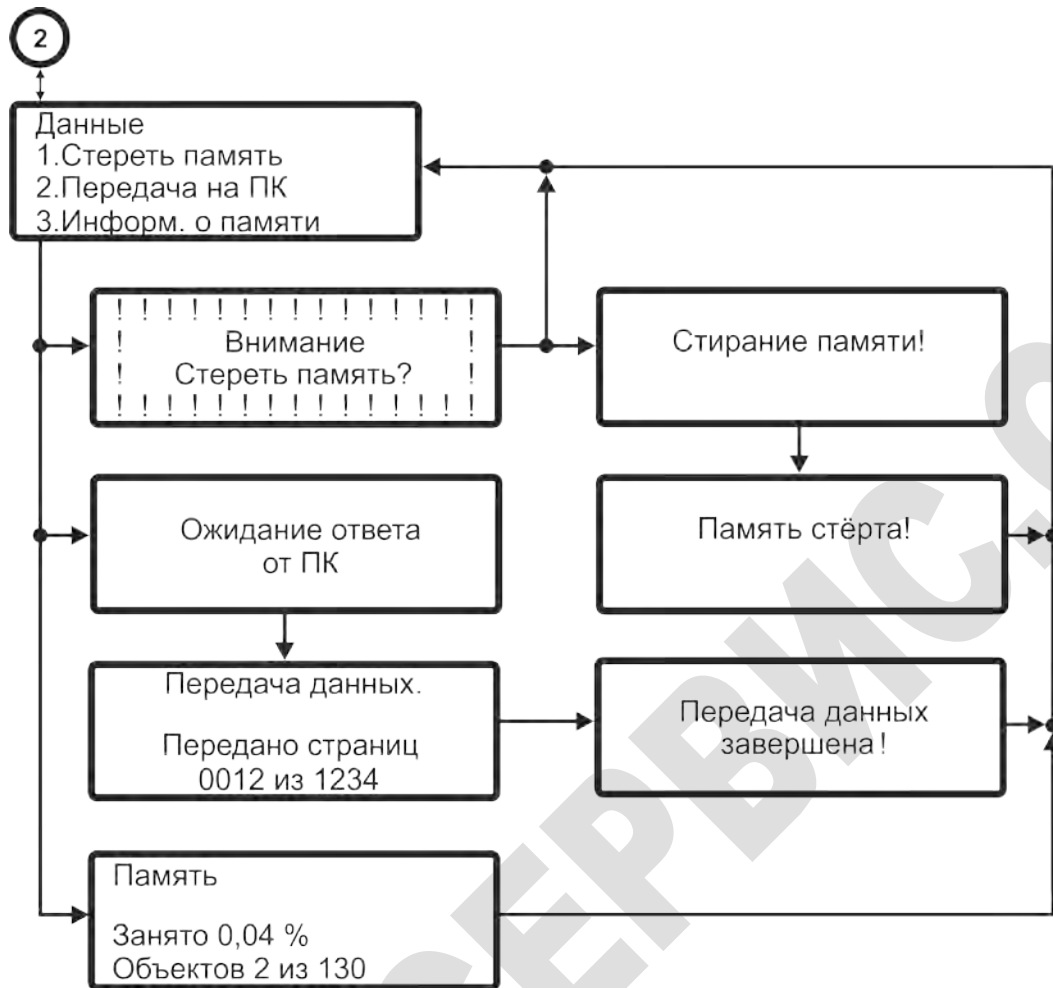 2
Данные
1.Стереть память
2.Передача на ПК
3.Информ. о памяти
! ! ! ! ! ! ! ! ! ! ! ! ! ! !
! Внимание !
! Стереть память? !
! ! ! ! ! ! ! ! ! ! ! ! ! ! !
Стирание памяти!
Ожидание ответа
от ПК
Память стёрта!
Передача данных.
Передано страниц
0012 из 1234
Передача данных
завершена!
Память
Занято 0,04 %
Объектов 2 из 130
СЕРВИС.